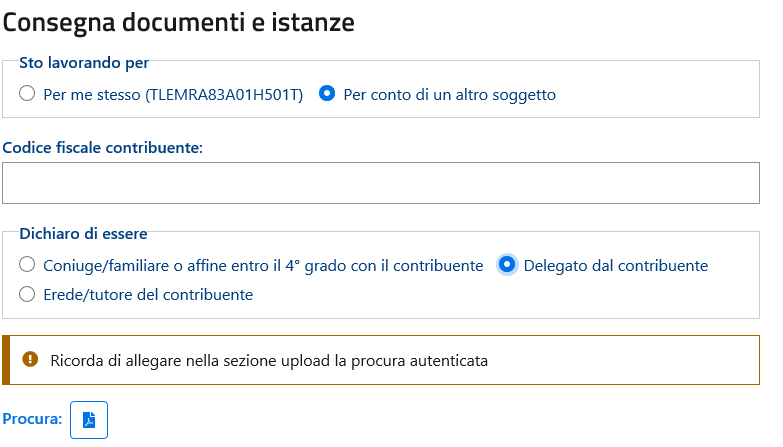 Consegna documenti e istanze
Sto lavorando per
Per me stesso (TLEMRA83A01H501T) Per conto di un altro soggetto
Codice fiscale contribuente:
Dichiaro di essere
Coniuge/familiare o affine entro il 4° grado con il contribuente Delegato dal contribuente
Erede/tutore del contribuente
Ricorda di allegare nella sezione upload la procura autenticata
Procura: